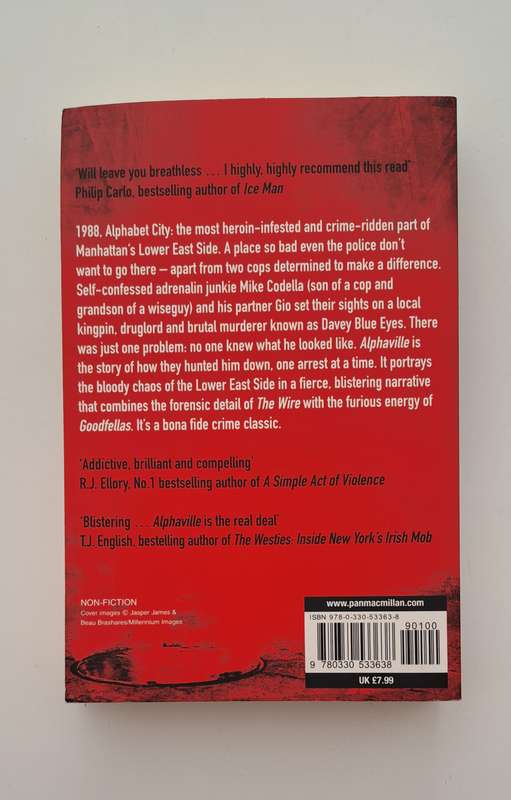 'Will leave you breathless ... I highly, highly recommend this read'
Philip Carlo, bestselling author of Ice Man
1988, Alphabet City: the most heroin-infested and crime-ridden part of
Manhattan's Lower East Side. A place so bad even the police don't
want to go there – apart from two cops determined to make a difference.
Self-confessed adrenalin junkie Mike Codella (son of a cop and
grandson of a wiseguy) and his partner Gio set their sights on a local
kingpin, druglord and brutal murderer known as Davey Blue Eyes. There
was just one problem: no one knew what he looked like. Alphaville is
the story of how they hunted him down, one arrest at a time. It portrays
the bloody chaos of the Lower East Side in a fierce, blistering narrative
that combines the forensic detail of The Wire with the furious energy of
Goodfellas. It's a bona fide crime classic.
'Addictive, brilliant and compelling'
R.J. Ellory, No.1 bestselling author of A Simple Act of Violence
'Blistering ... Alphaville is the real deal'
T.J. English, bestelling author of The Westies: Inside New York's Irish Mob
NON-FICTION
Cover images © Jasper James &
Beau Brashares/Millennium Images
www.panmacmillan.com
ISBN 978-0-330-53363-8
90100
9 780330 533638
UK £7.99